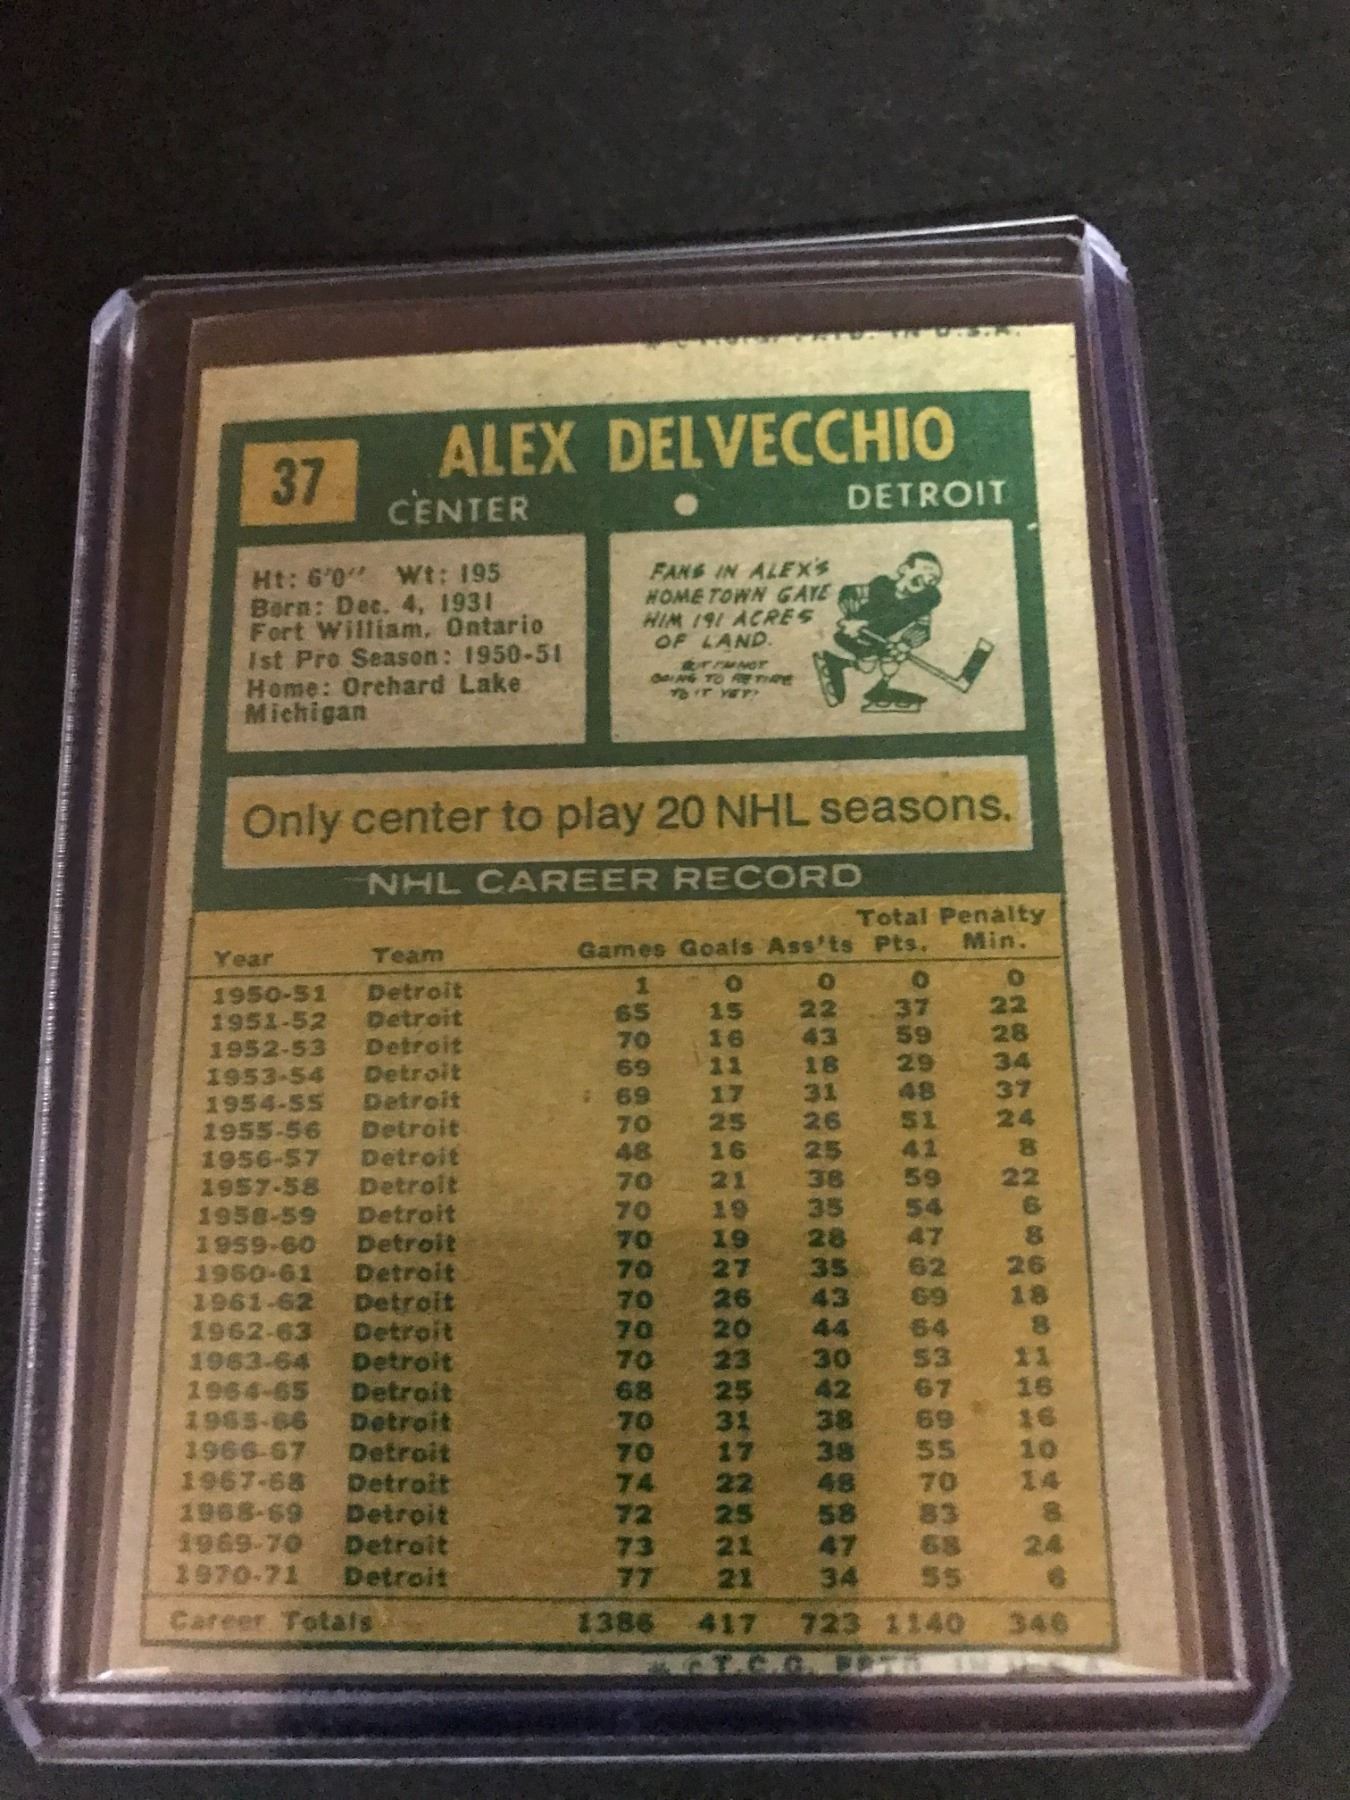 PRTD. IN U.S.A.
37
ALEX DELVECCHIO
CENTER DETROIT
Ht: 6'0'' Wt: 195
Born: Dec. 4, 1931
Fort William, Ontario
1st Pro Season: 1950-51
Home: Orchard Lake
Michigan
FANS IN ALEX'S
HOMETOWN GAVE
HIM 191 ACRES
OF LAND.
BUT I'M NOT
GOING TO RETIRE
TO IT YET!
Only center to play 20 NHL seasons.
NHL CAREER RECORD
Year Team Games Goals Ass'ts Total Pts. Penalty Min.
1950-51 Detroit 1 0 0 0 0
1951-52 Detroit 65 15 22 37 22
1952-53 Detroit 70 16 43 59 28
1953-54 Detroit 69 11 18 29 34
1954-55 Detroit 69 17 31 48 37
1955-56 Detroit 70 25 26 51 24
1956-57 Detroit 48 16 25 41 8
1957-58 Detroit 70 21 38 59 22
1958-59 Detroit 70 19 35 54 6
1959-60 Detroit 70 19 28 47 8
1960-61 Detroit 70 27 35 62 26
1961-62 Detroit 70 26 43 69 18
1962-63 Detroit 70 20 44 64 8
1963-64 Detroit 70 23 30 53 11
1964-65 Detroit 68 25 42 67 16
1965-66 Detroit 70 31 38 69 16
1966-67 Detroit 70 17 38 55 10
1967-68 Detroit 74 22 48 70 14
1968-69 Detroit 72 25 58 83 8
1969-70 Detroit 73 21 47 68 24
1970-71 Detroit 77 21 34 55 6
Career Totals 1386 417 723 1140 346
* © T.C.G. PRTD. IN U.S.A.